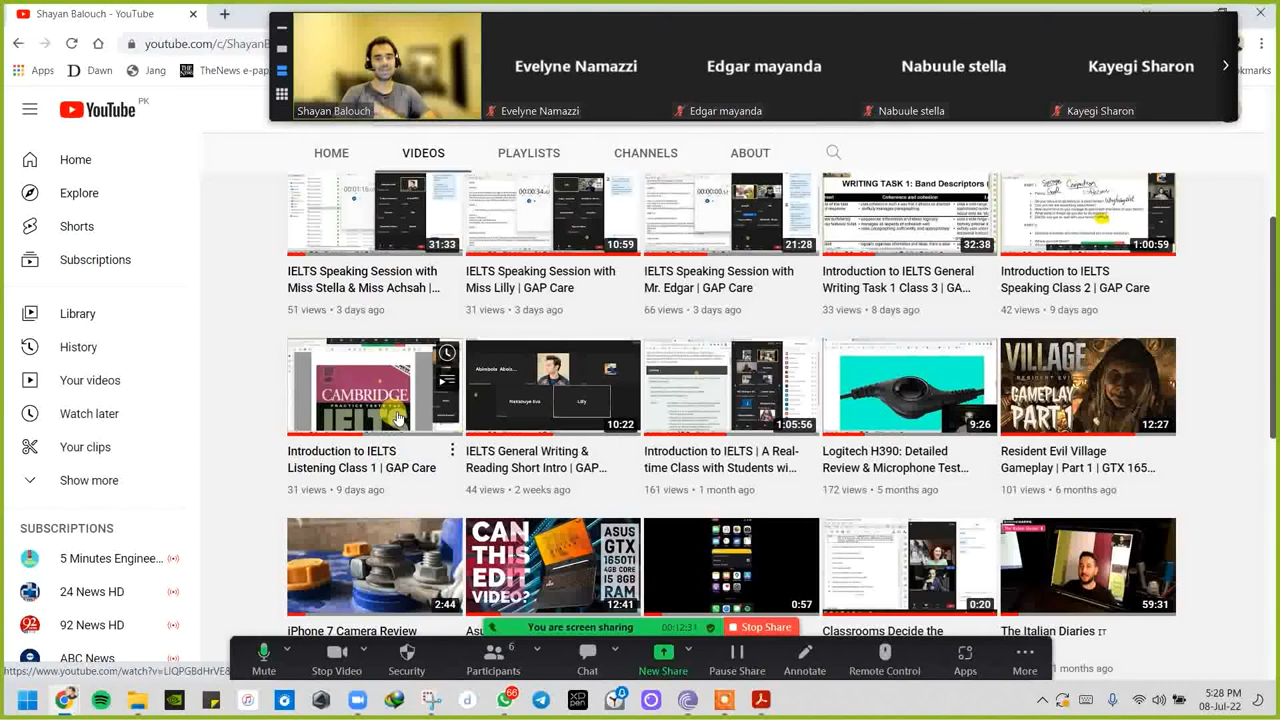 Shayan Balouch - YouTube
youtube.com/c/ShayanB
Apps
Dawn
Jang
TheNews e-pap
okmarks
Shayan Balouch
Evelyne Namazzi
Evelyne Namazzi
Edgar mayanda
Edgar mayanda
Nabuule stella
Nabuule stella
Kayegi Sharon
Kayegi Sharon
YouTube PK
Home
Explore
Shorts
Subscriptions
Library
History
Your videos
Watch later
Your clips
Show more
SUBSCRIPTIONS
5 Minutes En
24 News HD
92 News HD
ABC News
HOME
VIDEOS
PLAYLISTS
CHANNELS
ABOUT
31:33
IELTS Speaking Session with
Miss Stella & Miss Achsah |...
51 views • 3 days ago
10:59
IELTS Speaking Session with
Miss Lilly | GAP Care
31 views • 3 days ago
21:28
IELTS Speaking Session with
Mr. Edgar | GAP Care
66 views • 3 days ago
WRITING TASK 1: Band Descriptors
32:38
Introduction to IELTS General
Writing Task 1 Class 3 | GA...
33 views • 8 days ago
1:00:59
Introduction to IELTS
Speaking Class 2 | GAP Care
42 views • 9 days ago
CAMBRIDGE
Introduction to IELTS
Listening Class 1 | GAP Care
31 views • 9 days ago
Lilly
10:22
IELTS General Writing &
Reading Short Intro | GAP...
44 views • 2 weeks ago
1:05:56
Introduction to IELTS | A Real-
time Class with Students wi...
161 views • 1 month ago
9:26
Logitech H390: Detailed
Review & Microphone Test...
172 views • 5 months ago
VILLAGE
RESIDENT EVIL
GAMEPLAY
PART 1
12:27
Resident Evil Village
Gameplay | Part 1 | GTX 165...
101 views • 6 months ago
2:44
iPhone 7 Camera Review
CAN
THIS
EDIT
VIDEO?
ASUS
GTX
1650TI
4GB CORE
I5 8GB
RAM
12:41
Asu
0:57
0:20
Classrooms Decide the
59:31
The Italian Diaries IT
months ago
You are screen sharing
00:12:31
Stop Share
Mute
Stop Video
Security
Participants
6
Chat
New Share
Pause Share
Annotate
Remote Control
Apps
More
66
5:28 PM
08-Jul-22